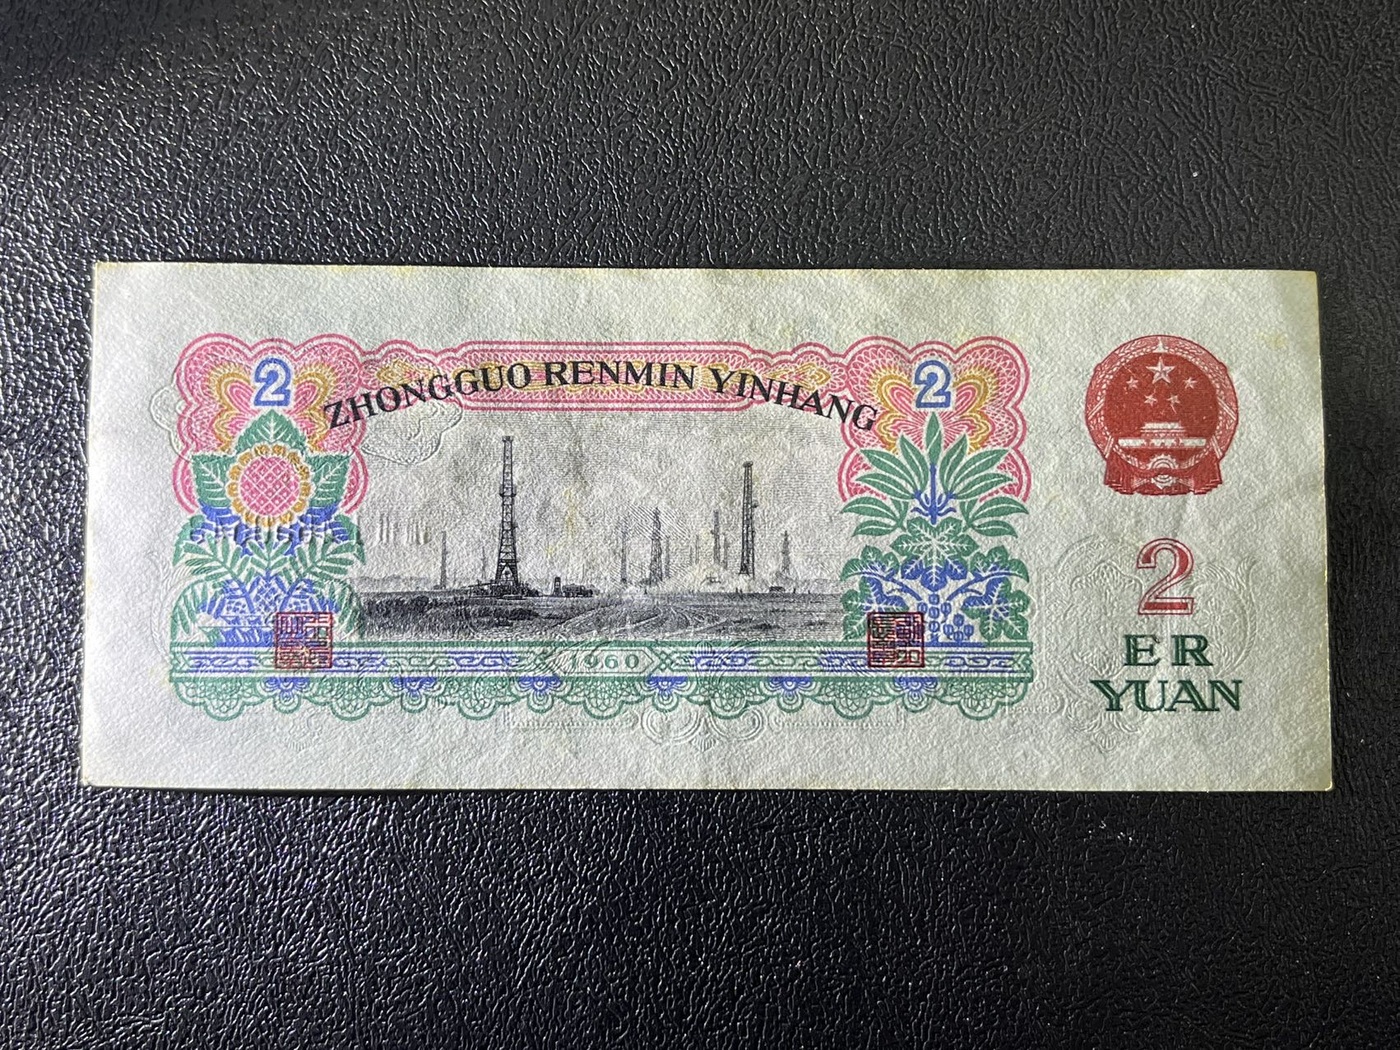 2
ZHONGGUO RENMIN YINHANG
2
1960
2
ER
YUAN